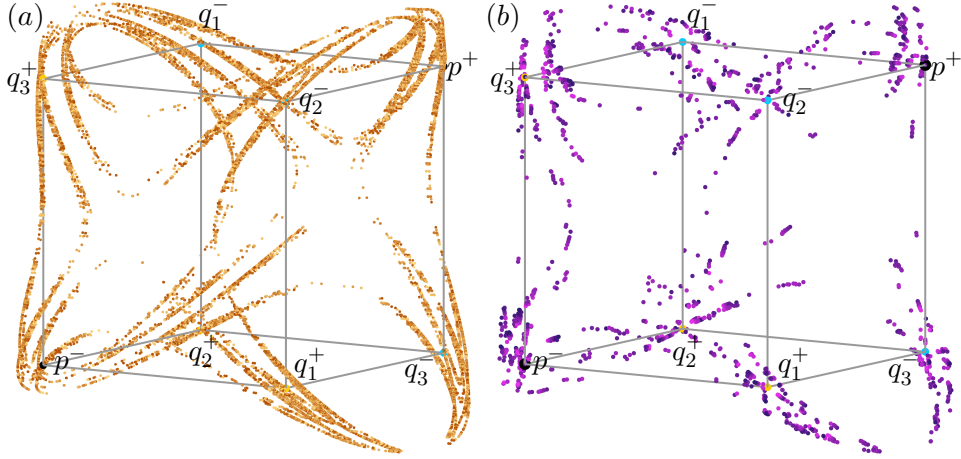 (a)
q₁⁻
p⁺
q₃⁺
q₂⁻
p⁻
q₂⁺
q₁⁺
q₃⁻
(b)
q₁⁻
p⁺
q₃⁺
q₂⁻
p⁻
q₂⁺
q₁⁺
q₃⁻